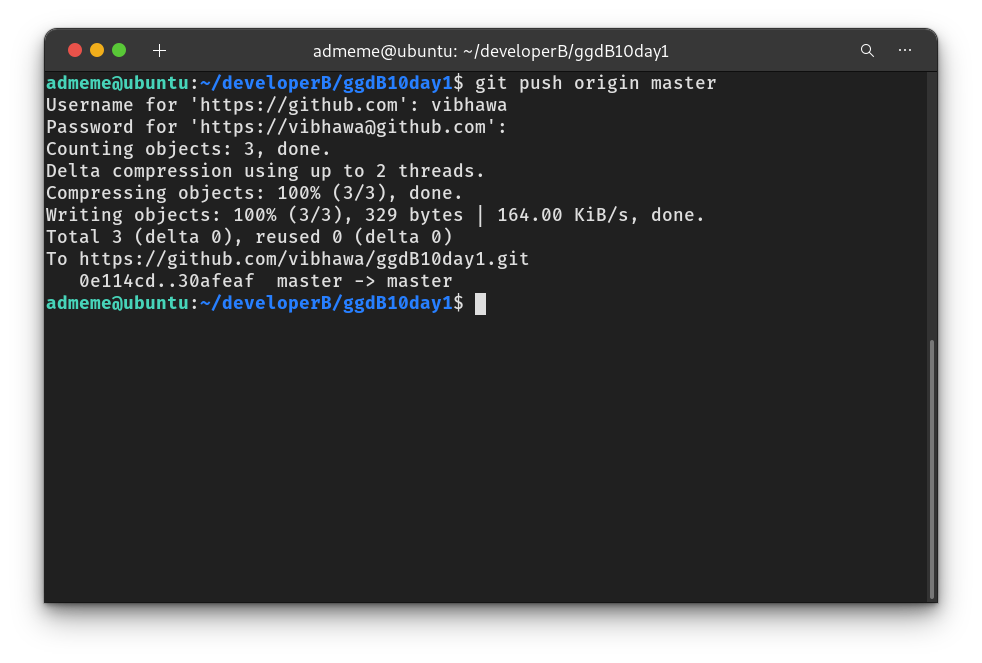 admeme@ubuntu: ~/developerB/ggdB10day1
admeme@ubuntu:~/developerB/ggdB10day1$ git push origin master
Username for 'https://github.com': vibhawa
Password for 'https://vibhawa@github.com':
Counting objects: 3, done.
Delta compression using up to 2 threads.
Compressing objects: 100% (3/3), done.
Writing objects: 100% (3/3), 329 bytes | 164.00 KiB/s, done.
Total 3 (delta 0), reused 0 (delta 0)
To https://github.com/vibhawa/ggdB10day1.git
   0e114cd..30afeaf  master -> master
admeme@ubuntu:~/developerB/ggdB10day1$